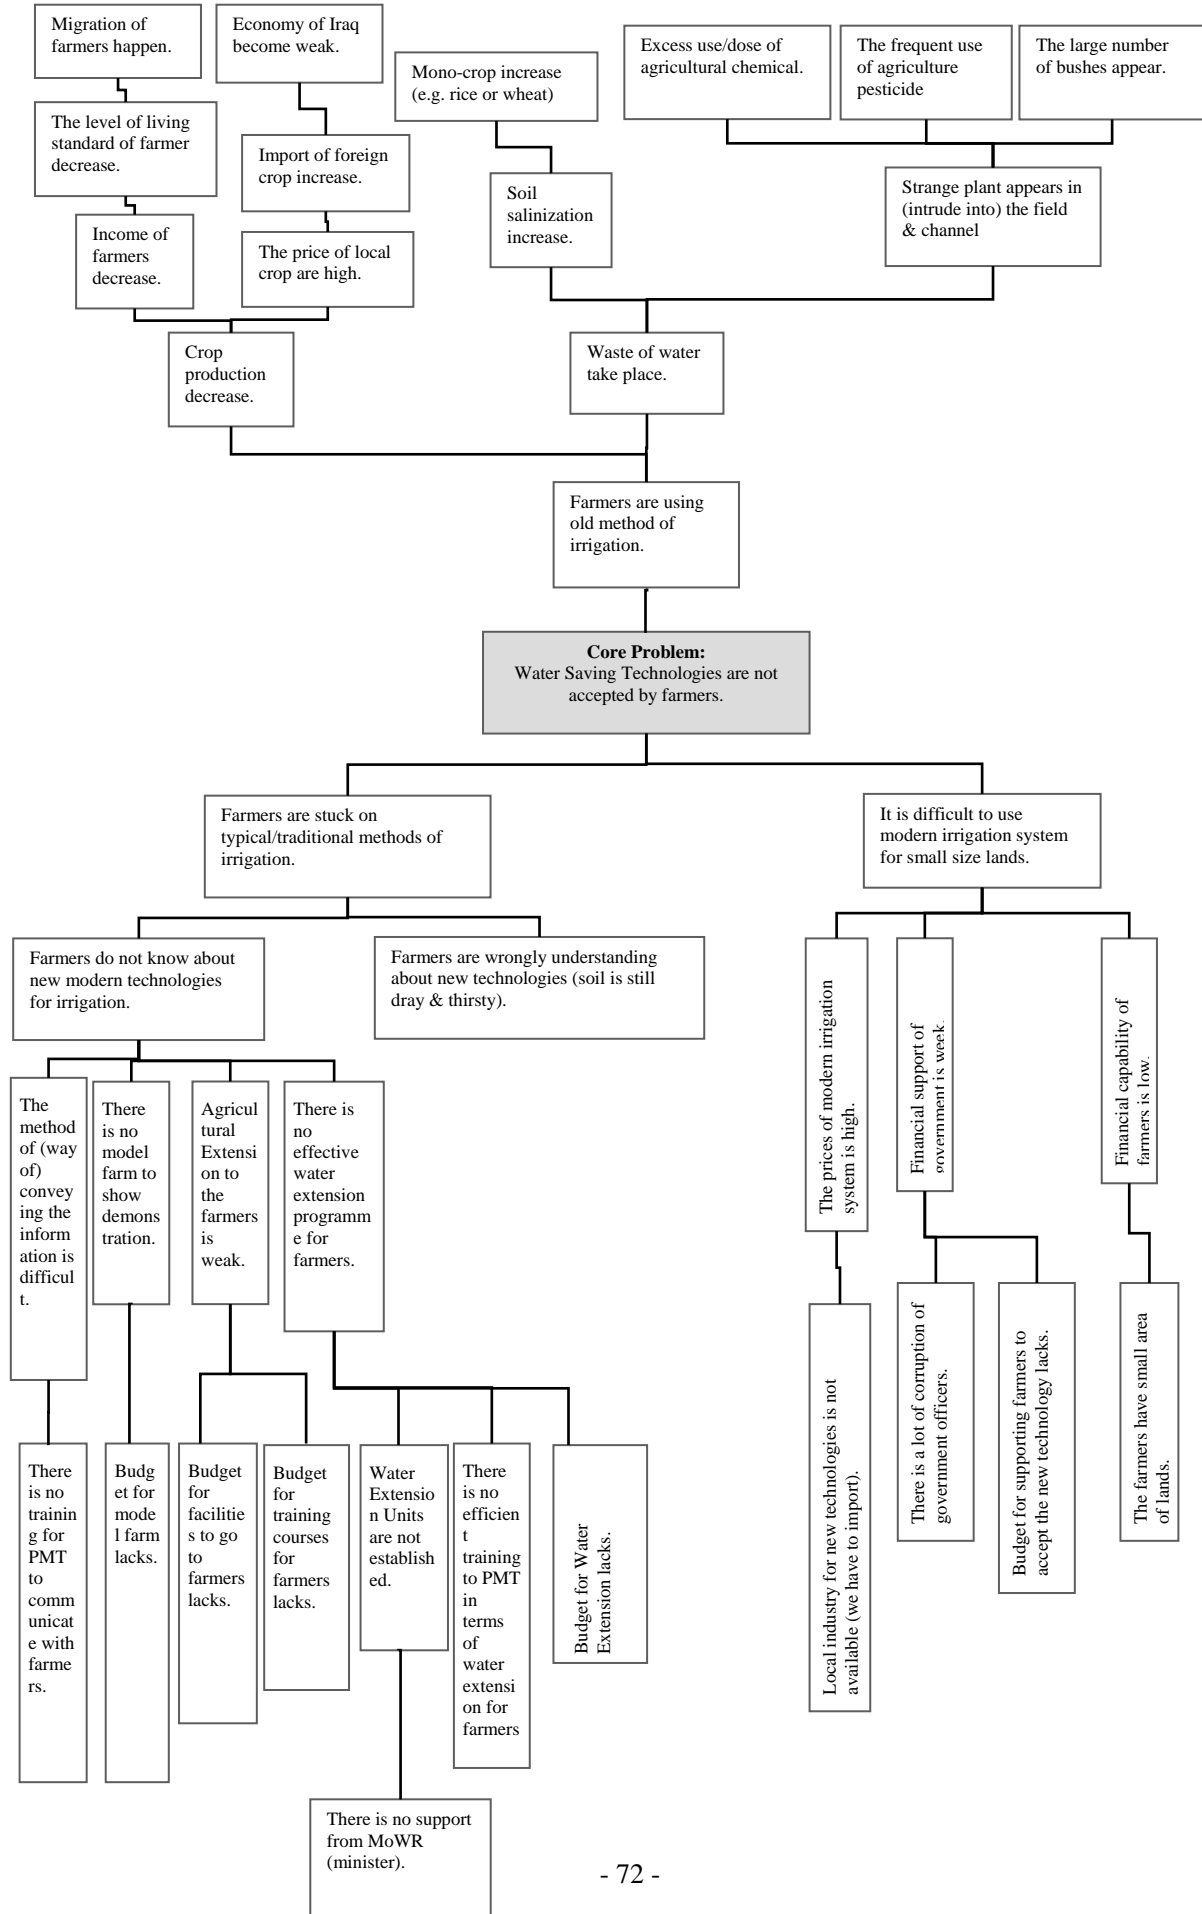 Migration of
farmers happen.
Economy of Iraq
become weak.
Mono-crop increase
(e.g. rice or wheat)
Excess use/dose of
agricultural chemical.
The frequent use
of agriculture
pesticide
The large number
of bushes appear.
The level of living
standard of farmer
decrease.
Import of foreign
crop increase.
Soil
salinization
increase.
Strange plant appears in
(intrude into) the field
& channel
Income of
farmers
decrease.
The price of local
crop are high.
Crop
production
decrease.
Waste of water
take place.
Farmers are using
old method of
irrigation.
Core Problem:
Water Saving Technologies are not
accepted by farmers.
Farmers are stuck on
typical/traditional methods of
irrigation.
It is difficult to use
modern irrigation system
for small size lands.
Farmers do not know about
new modern technologies
for irrigation.
Farmers are wrongly understanding
about new technologies (soil is still
dray & thirsty).
The prices of modern irrigation
system is high.
Financial support of
government is week.
Financial capability of
farmers is low.
The
method
of (way
of)
convey
ing the
inform
ation is
difficul
t.
There
is no
model
farm to
show
demons
tration.
Agricul
tural
Extensi
on to
the
farmers
is
weak.
There is
no
effective
water
extension
programm
e for
farmers.
Local industry for new technologies is not
available (we have to import).
There is a lot of corruption of
government officers.
Budget for supporting farmers to
accept the new technology lacks.
The farmers have small area
of lands.
There
is no
trainin
g for
PMT
to
comm
unicat
e with
farme
rs.
Budg
et for
mode
l farm
lacks.
Budget
for
facilitie
s to go
to
farmers
lacks.
Budget
for
training
courses
for
farmers
lacks.
Water
Extensio
n Units
are not
establish
ed.
There
is no
efficien
t
training
to PMT
in
terms
of
water
extensi
on for
farmers
Budget for Water
Extension lacks.
There is no support
from MoWR
(minister).
- 72 -